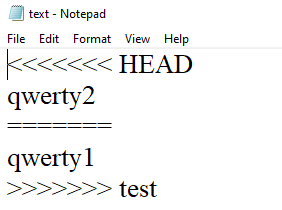 text - Notepad
File Edit Format View Help
<<<<<<< HEAD
qwerty2
=======
qwerty1
>>>>>>> test